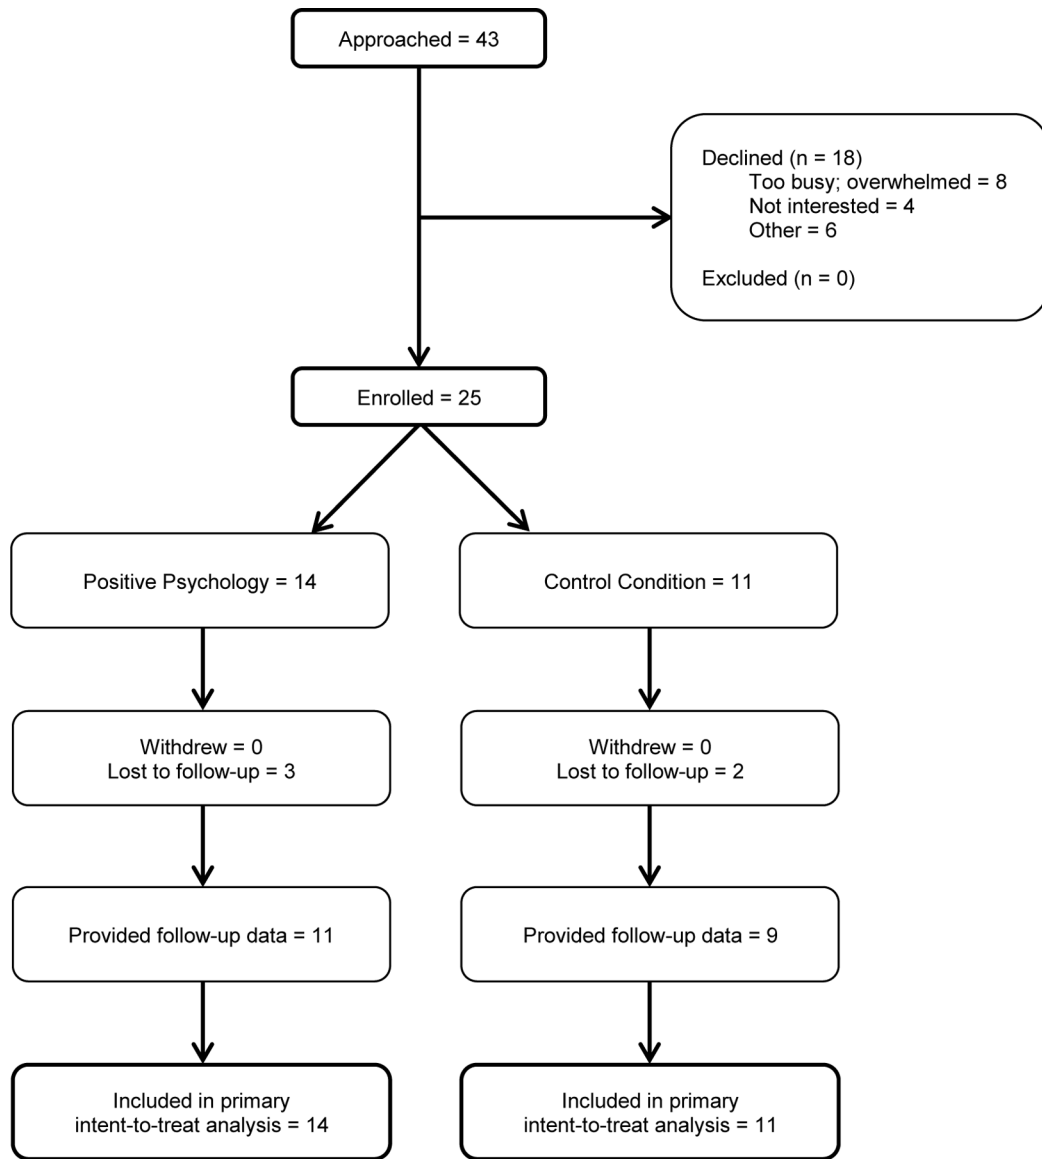 Approached = 43
Declined (n = 18)
Too busy; overwhelmed = 8
Not interested = 4
Other = 6
Excluded (n = 0)
Enrolled = 25
Positive Psychology = 14
Control Condition = 11
Withdrew = 0
Lost to follow-up = 3
Withdrew = 0
Lost to follow-up = 2
Provided follow-up data = 11
Provided follow-up data = 9
Included in primary
intent-to-treat analysis = 14
Included in primary
intent-to-treat analysis = 11